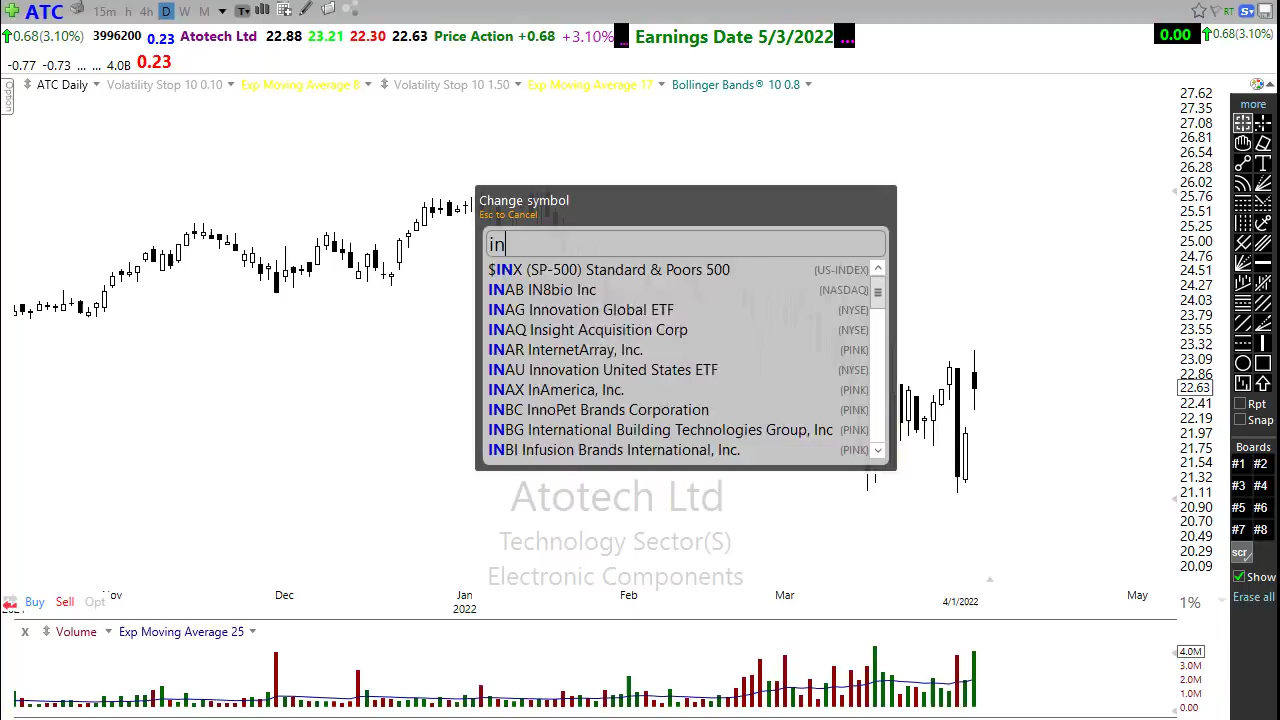 ATC 15m h 4h D W M T
RT S
0.68(3.10%) 3996200 0.23 Atotech Ltd 22.88 23.21 22.30 22.63 Price Action +0.68 +3.10% ... Earnings Date 5/3/2022 ... 0.00 0.68(3.10%)
-0.77 -0.73 ... ... 4.0B 0.23
Option
ATC Daily Volatility Stop 10 0.10 Exp Moving Average 8 Volatility Stop 10 1.50 Exp Moving Average 17 Bollinger Bands® 10 0.8
Change symbol
Esc to Cancel
in
$INX (SP-500) Standard & Poors 500 (US-INDEX)
INAB IN8bio Inc (NASDAQ)
INAG Innovation Global ETF (NYSE)
INAQ Insight Acquisition Corp (NYSE)
INAR InternetArray, Inc. (PINK)
INAU Innovation United States ETF (NYSE)
INAX InAmerica, Inc. (PINK)
INBC InnoPet Brands Corporation (PINK)
INBG International Building Technologies Group, Inc (PINK)
INBI Infusion Brands International, Inc. (PINK)
Atotech Ltd
Technology Sector(S)
Electronic Components
27.62
27.35
27.08
26.81
26.54
26.28
26.02
25.76
25.51
25.25
25.00
24.76
24.51
24.27
24.03
23.79
23.55
23.32
23.09
22.86
22.63
22.41
22.19
21.97
21.75
21.54
21.32
21.11
20.90
20.70
20.49
20.29
20.09
more
T
Rpt
Snap
Boards
#1 #2
#3 #4
#5 #6
#7 #8
scr
Show
Erase all
Nov Dec Jan Feb Mar May
2022 4/1/2022
Buy Sell Opt 1%
x Volume Exp Moving Average 25
4.0M
3.0M
2.0M
1.0M
0.00